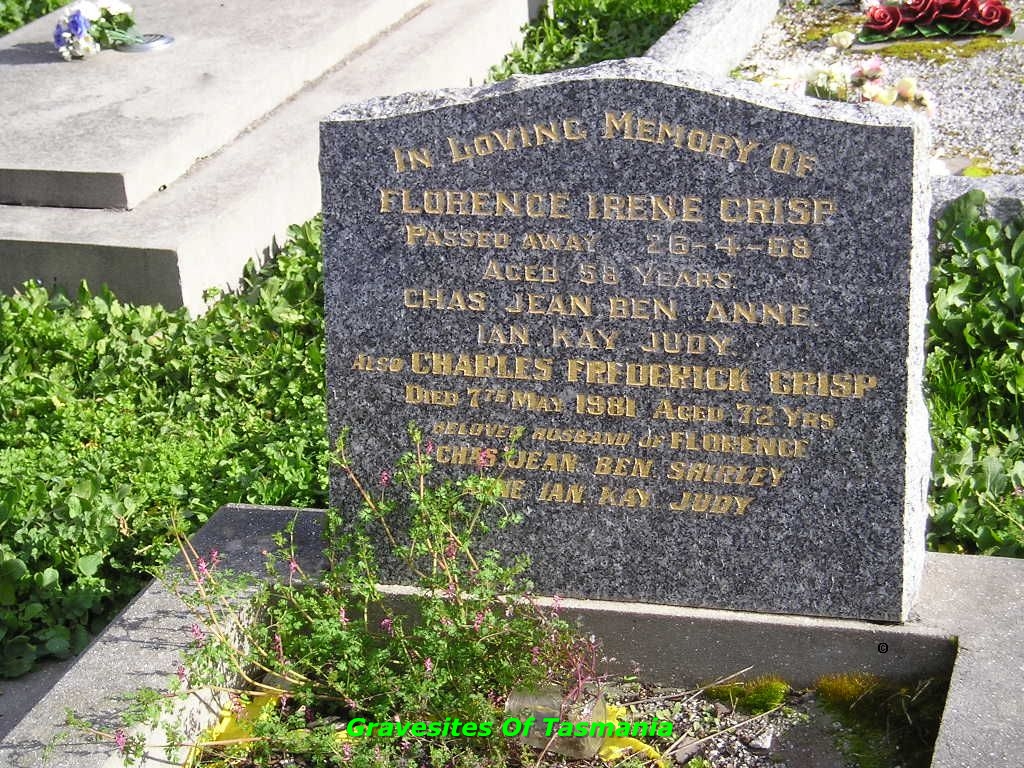 IN LOVING MEMORY OF
FLORENCE IRENE CRISP
PASSED AWAY 26-4-68
AGED 58 YEARS
CHAS JEAN BEN ANNE.
IAN KAY JUDY.
ALSO CHARLES FREDERICK CRISP
DIED 7TH MAY 1981 AGED 72 YRS
BELOVED HUSBAND OF FLORENCE
CHAS JEAN BEN SHIRLEY
IAN KAY JUDY
©
Gravesites Of Tasmania